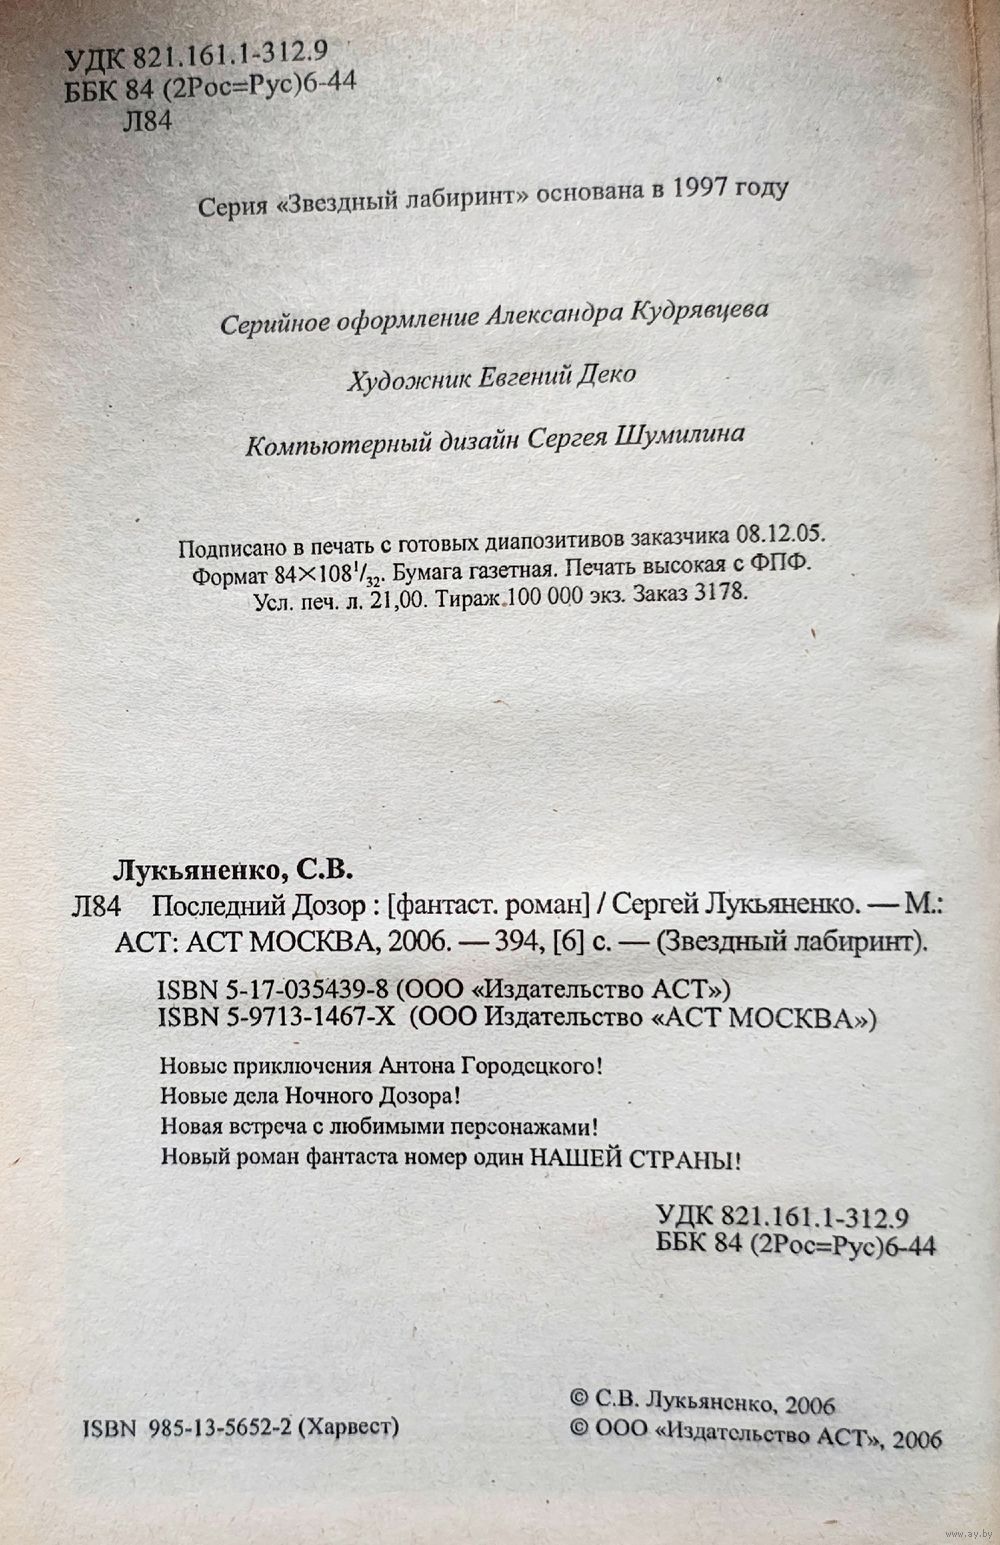 УДК 821.161.1-312.9
ББК 84 (2Рос=Рус)6-44
Л84
Серия «Звездный лабиринт» основана в 1997 году
Серийное оформление Александра Кудрявцева
Художник Евгений Деко
Компьютерный дизайн Сергея Шумилина
Подписано в печать с готовых диапозитивов заказчика 08.12.05.
Формат 84×108¹/₃₂. Бумага газетная. Печать высокая с ФПФ.
Усл. печ. л. 21,00. Тираж 100 000 экз. Заказ 3178.
Лукьяненко, С.В.
Л84 Последний Дозор : [фантаст. роман] / Сергей Лукьяненко. — М.:
АСТ: АСТ МОСКВА, 2006. — 394, [6] с. — (Звездный лабиринт).
ISBN 5-17-035439-8 (ООО «Издательство АСТ»)
ISBN 5-9713-1467-X (ООО Издательство «АСТ МОСКВА»)
Новые приключения Антона Городецкого!
Новые дела Ночного Дозора!
Новая встреча с любимыми персонажами!
Новый роман фантаста номер один НАШЕЙ СТРАНЫ!
УДК 821.161.1-312.9
ББК 84 (2Рос=Рус)6-44
© С.В. Лукьяненко, 2006
ISBN 985-13-5652-2 (Харвест)
© ООО «Издательство АСТ», 2006
www.ay.by